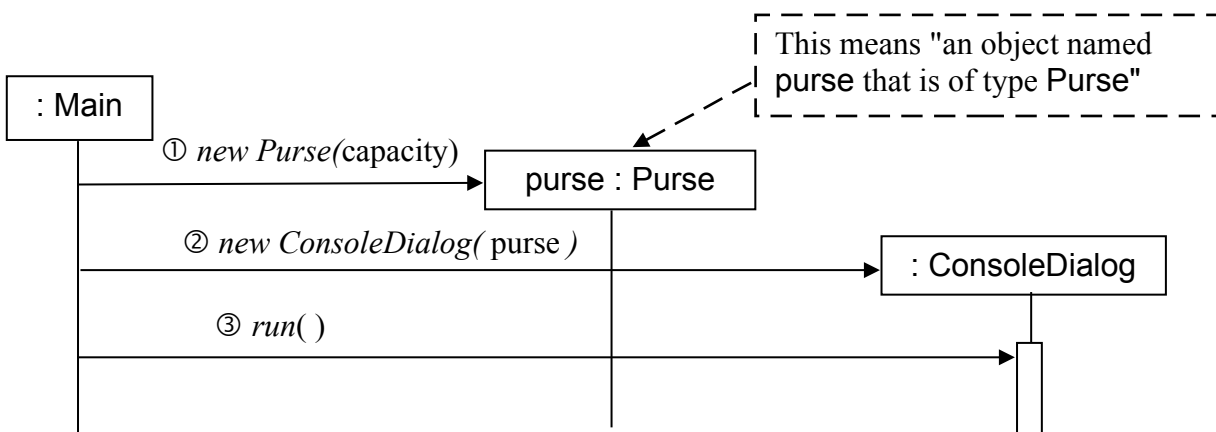 This means "an object named
purse that is of type Purse"
: Main
① new Purse(capacity)
purse : Purse
② new ConsoleDialog( purse )
: ConsoleDialog
③ run( )